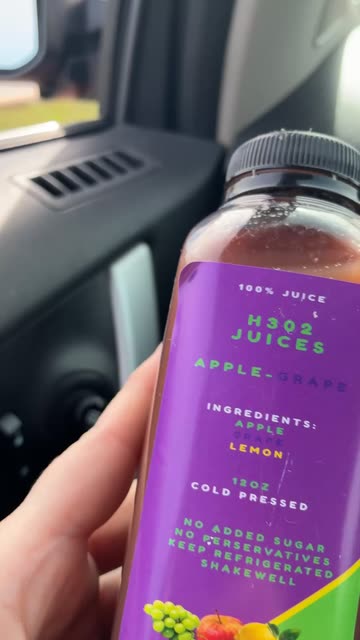 100% JUICE
H302
JUICES
APPLE-GRAPE
INGREDIENTS:
APPLE
GRAPE
LEMON
12OZ
COLD PRESSED
NO ADDED SUGAR
NO PERSERVATIVES
KEEP REFRIGERATED
SHAKEWELL